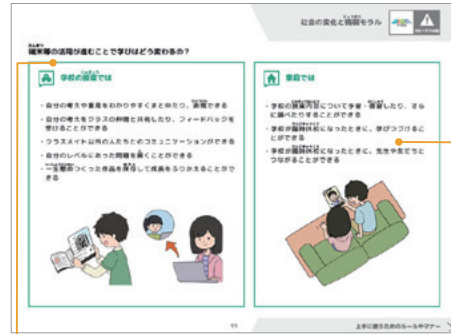 社会の変化と情報モラル
端末等の活用が進むことで学びはどう変わるの？
学校の授業では
・自分の考えや意見をわかりやすくまとめたり、表現できる
・自分の考えをクラスの仲間と共有したり、フィードバックを
受けることができる
・クラスメイト以外の人たちとのコミュニケーションができる
・自分のレベルにあった問題を解くことができる
・一生懸命つくった作品を保存して成長をふりかえることがで
きる
家庭では
・学校の授業内容について予習・復習したり、さら
に調べたりすることができる
・学校が臨時休校になったときに、学びつづけるこ
とができる
・学校が臨時休校になったときに、先生や友だちと
つながることができる
11
上手に使うためのルールやマナー